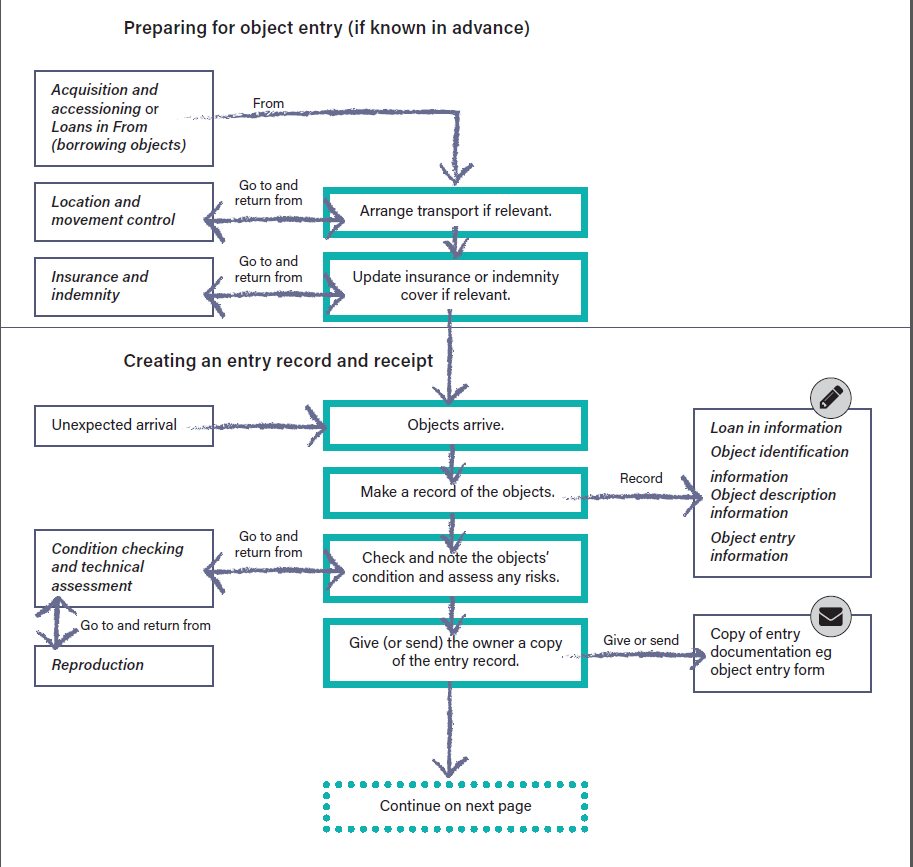 Preparing for object entry (if known in advance)
Acquisition and
accessioning or
Loans in From
(borrowing objects)
From
Location and
movement control
Go to and
return from
Arrange transport if relevant.
Insurance and
indemnity
Go to and
return from
Update insurance or indemnity
cover if relevant.
Creating an entry record and receipt
Unexpected arrival
Objects arrive.
Make a record of the objects.
Record
Loan in information
Object identification
information
Object description
information
Object entry
information
Condition checking
and technical
assessment
Go to and
return from
Check and note the objects’
condition and assess any risks.
Go to and return from
Reproduction
Give (or send) the owner a copy
of the entry record.
Give or send
Copy of entry
documentation eg
object entry form
Continue on next page